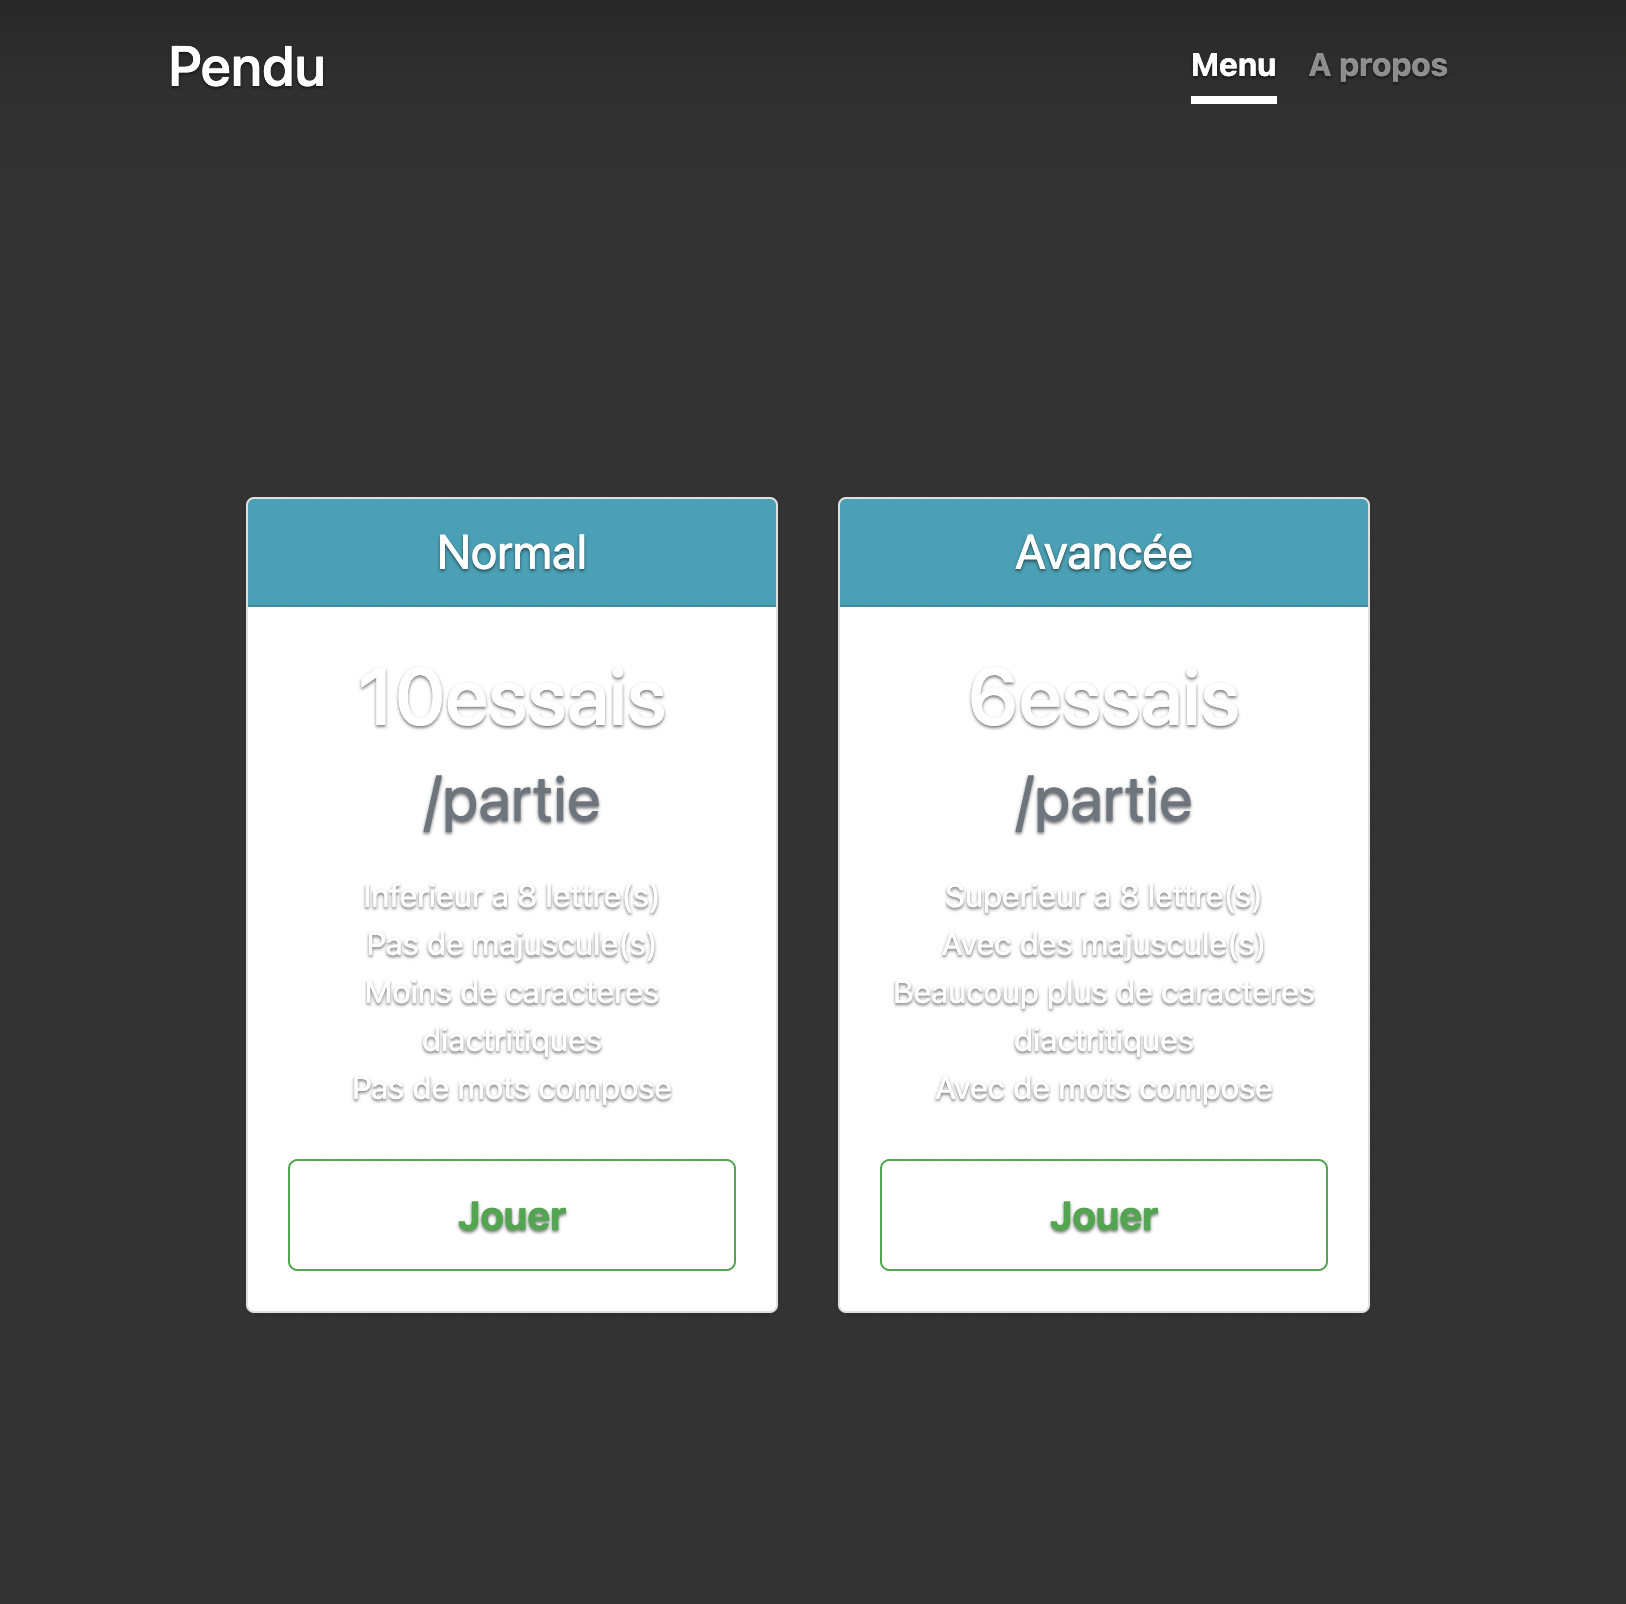 Pendu
Menu
A propos
Normal
10essais
/partie
Inferieur a 8 lettre(s)
Pas de majuscule(s)
Moins de caracteres
diactritiques
Pas de mots compose
Jouer
Avancée
6essais
/partie
Superieur a 8 lettre(s)
Avec des majuscule(s)
Beaucoup plus de caracteres
diactritiques
Avec de mots compose
Jouer